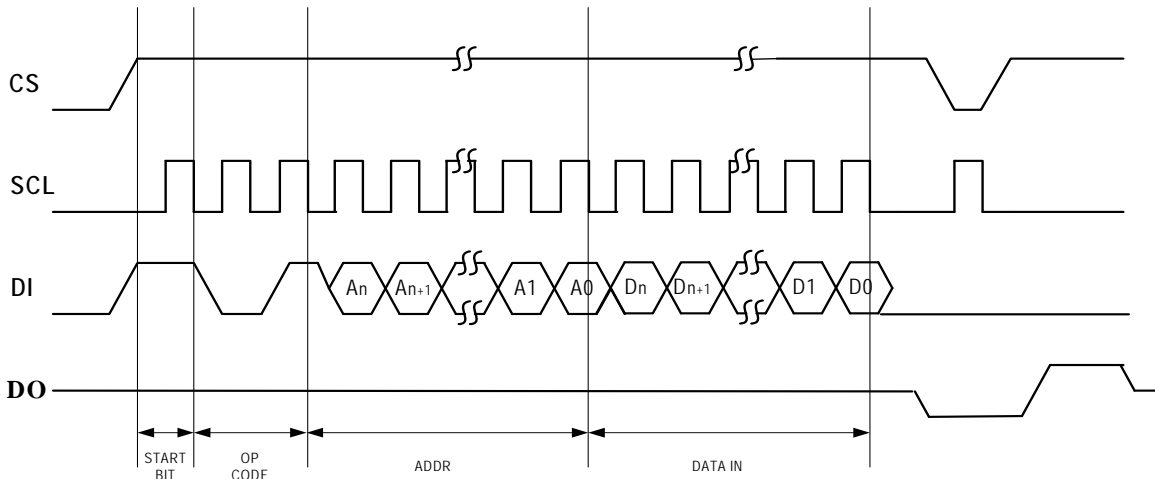 CS
SCL
DI
An An+1 A1 A0 Dn Dn+1 D1 D0
DO
START
BIT
OP
CODE
ADDR
DATA IN